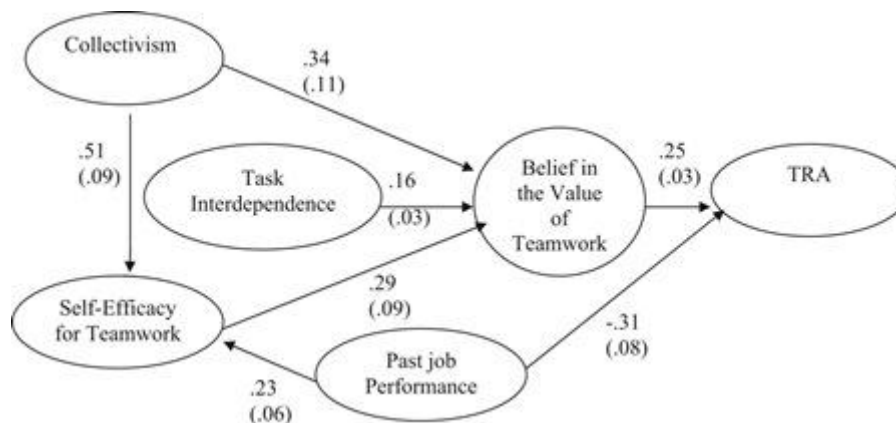 Collectivism
.34
(.11)
.51
(.09)
Task
Interdependence
.16
(.03)
Belief in
the Value
of
Teamwork
.25
(.03)
TRA
Self-Efficacy
for Teamwork
.29
(.09)
-.31
(.08)
Past job
Performance
.23
(.06)